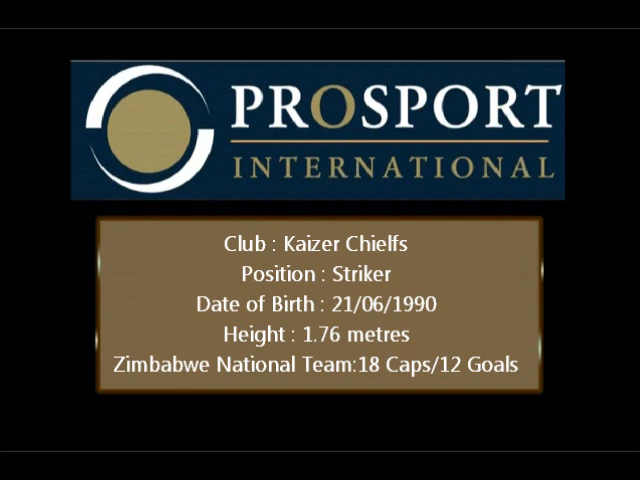 PROSPORT
INTERNATIONAL
Club : Kaizer Chielfs
Position : Striker
Date of Birth : 21/06/1990
Height : 1.76 metres
Zimbabwe National Team:18 Caps/12 Goals